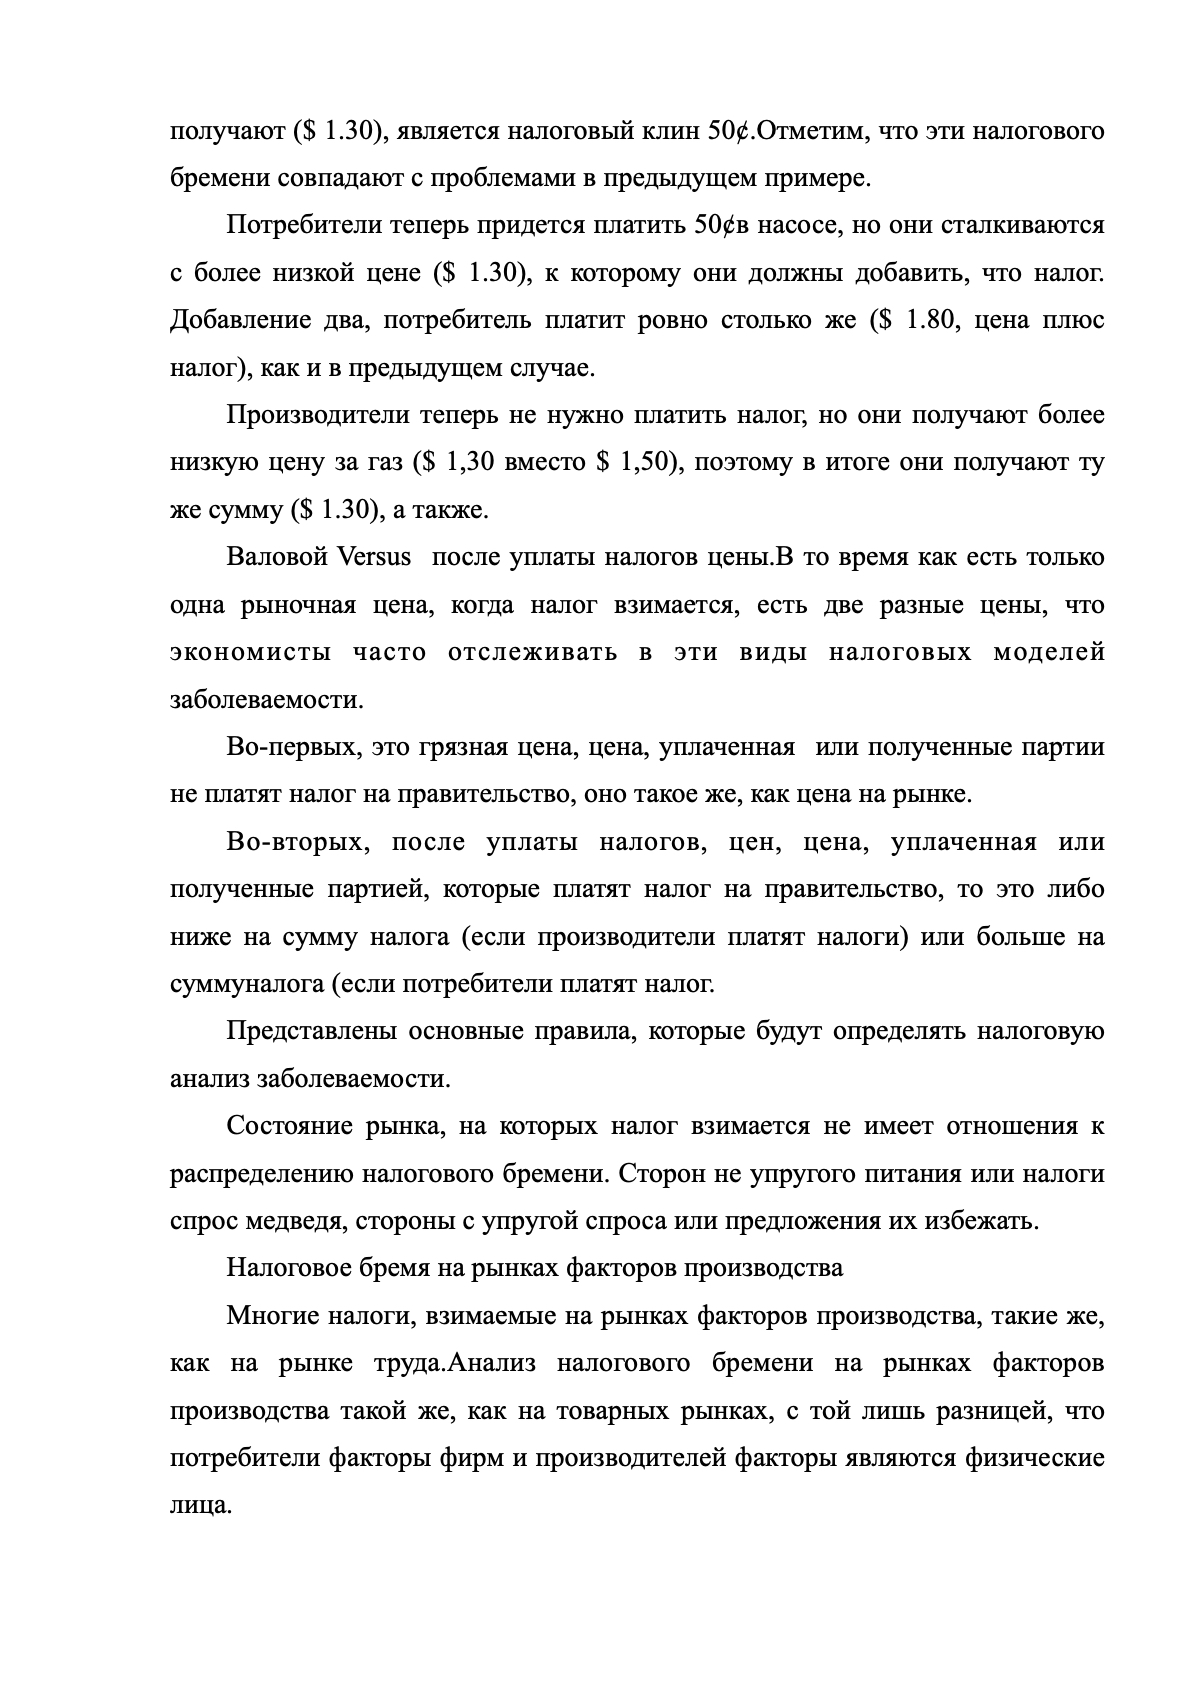 получают ($ 1.30), является налоговый клин 50¢.Отметим, что эти налогового
бремени совпадают с проблемами в предыдущем примере.
Потребители теперь придется платить 50¢в насосе, но они сталкиваются
с более низкой цене ($ 1.30), к которому они должны добавить, что налог.
Добавление два, потребитель платит ровно столько же ($ 1.80, цена плюс
налог), как и в предыдущем случае.
Производители теперь не нужно платить налог, но они получают более
низкую цену за газ ($ 1,30 вместо $ 1,50), поэтому в итоге они получают ту
же сумму ($ 1.30), а также.
Валовой Versus  после уплаты налогов цены.В то время как есть только
одна рыночная цена, когда налог взимается, есть две разные цены, что
экономисты часто отслеживать в эти виды налоговых моделей
заболеваемости.
Во-первых, это грязная цена, цена, уплаченная  или полученные партии
не платят налог на правительство, оно такое же, как цена на рынке.
Во-вторых, после уплаты налогов, цен, цена, уплаченная или
полученные партией, которые платят налог на правительство, то это либо
ниже на сумму налога (если производители платят налоги) или больше на
суммуналога (если потребители платят налог.
Представлены основные правила, которые будут определять налоговую
анализ заболеваемости.
Состояние рынка, на которых налог взимается не имеет отношения к
распределению налогового бремени. Сторон не упругого питания или налоги
спрос медведя, стороны с упругой спроса или предложения их избежать.
Налоговое бремя на рынках факторов производства
Многие налоги, взимаемые на рынках факторов производства, такие же,
как на рынке труда.Анализ налогового бремени на рынках факторов
производства такой же, как на товарных рынках, с той лишь разницей, что
потребители факторы фирм и производителей факторы являются физические
лица.